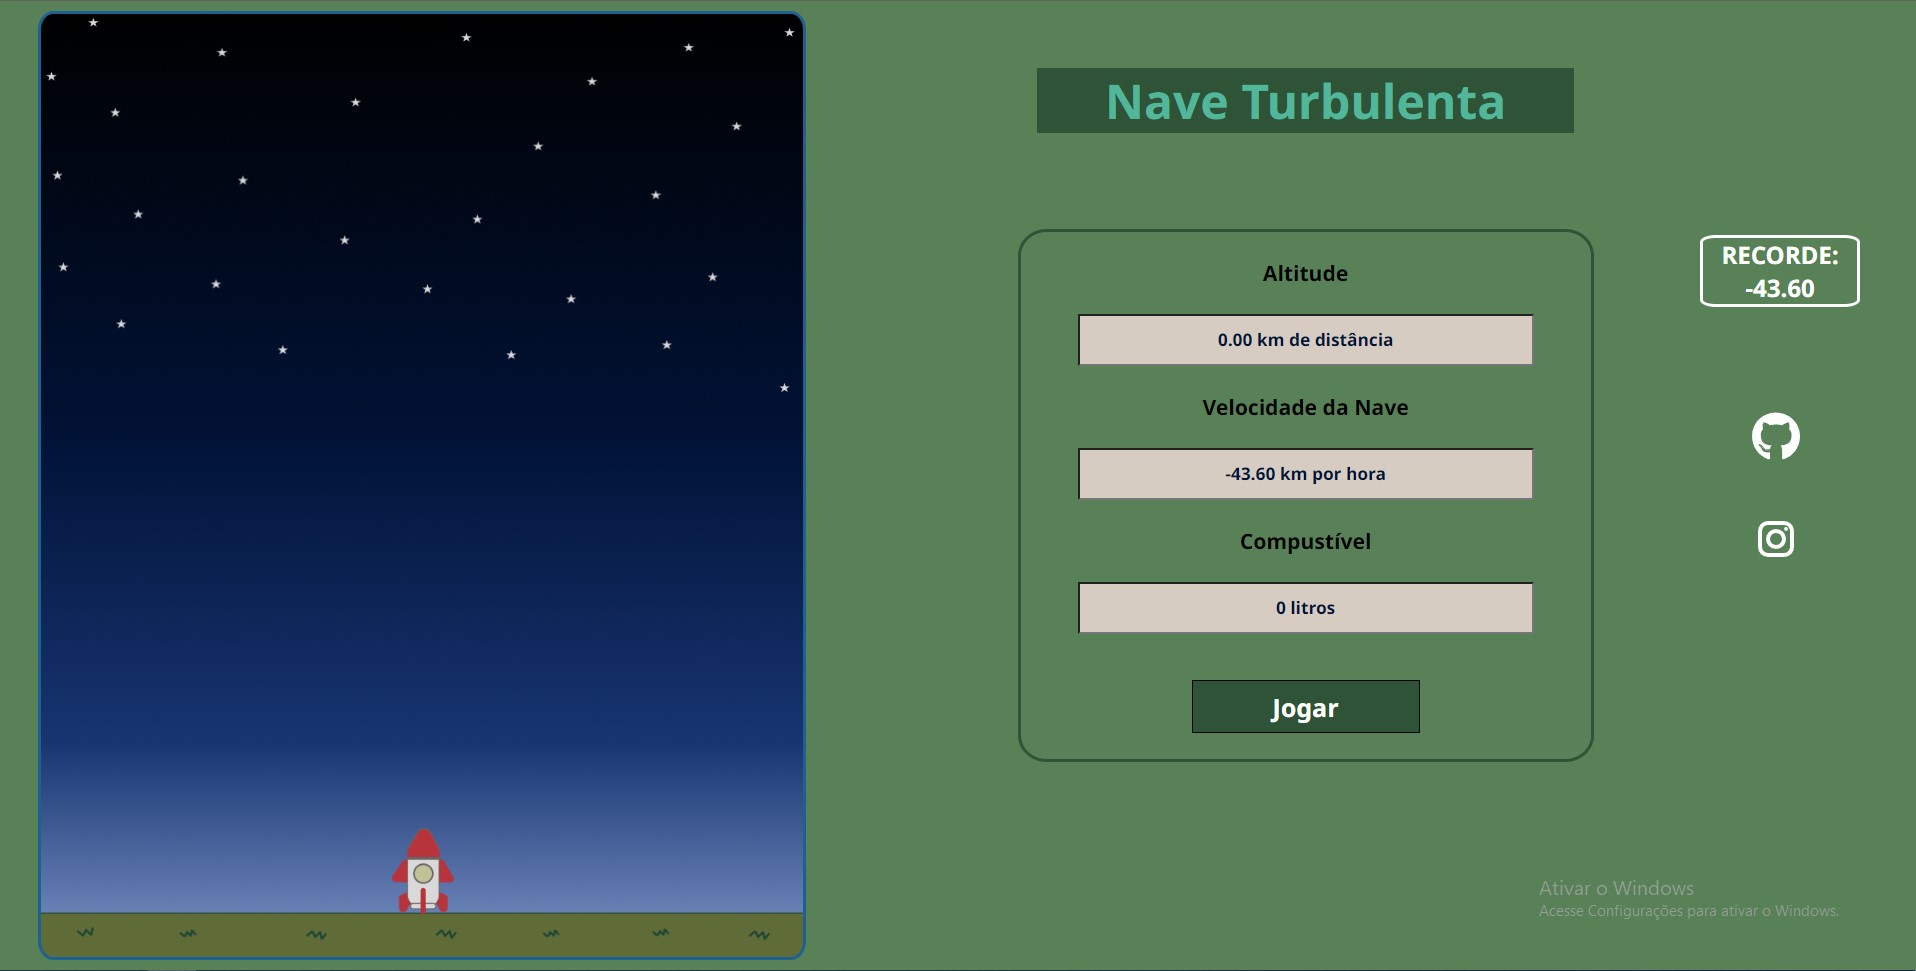 Nave Turbulenta
Altitude
0.00 km de distância
Velocidade da Nave
-43.60 km por hora
Compustível
0 litros
Jogar
RECORDE:
-43.60
Ativar o Windows
Acesse Configurações para ativar o Windows.